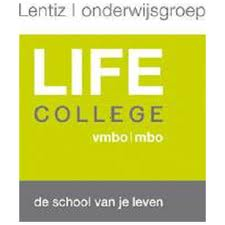 Lentiz | onderwijsgroep
LIFE
COLLEGE
vmbo | mbo
de school van je leven